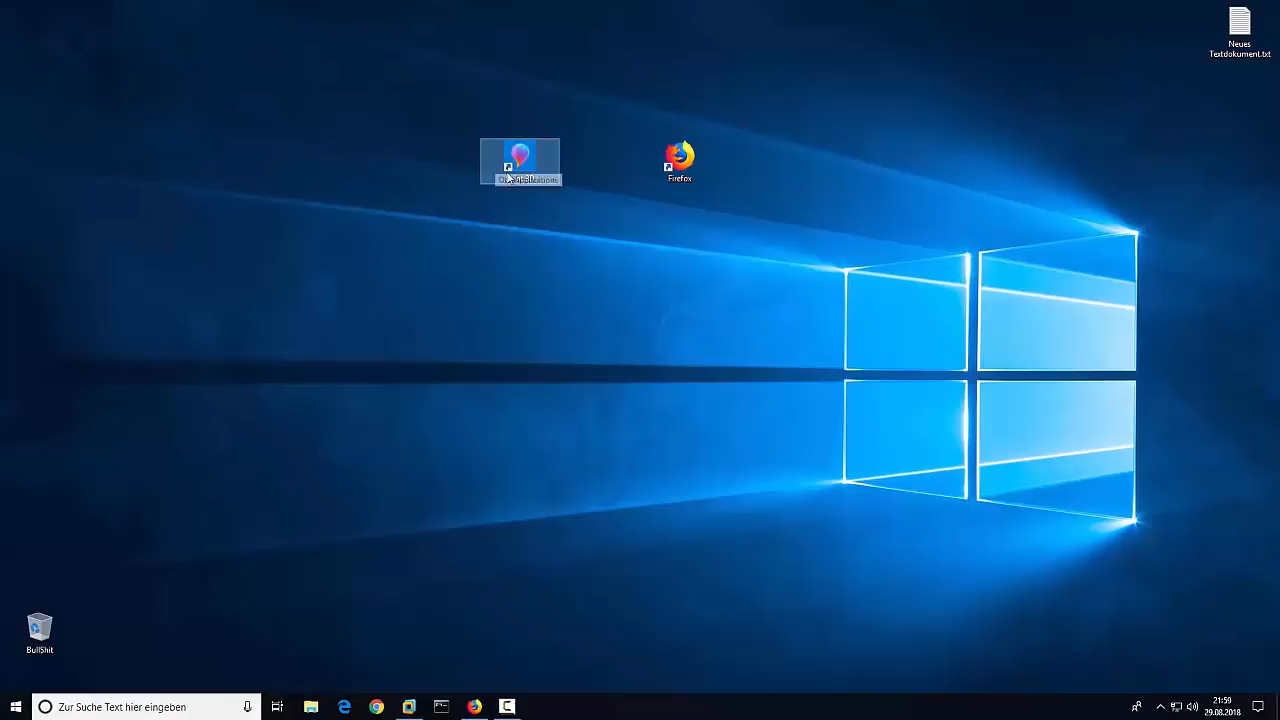 Neues
Textdokument.txt
Firefox
BullShit
Zur Suche Text hier eingeben
21:59
29.08.2018